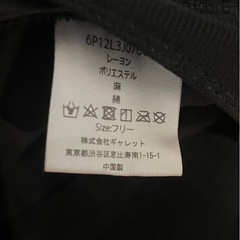 レーヨン
ポリエステル
麻
綿
Size:フリー
株式会社ギャレット
東京都渋谷区恵比寿南1-15-1
中国製